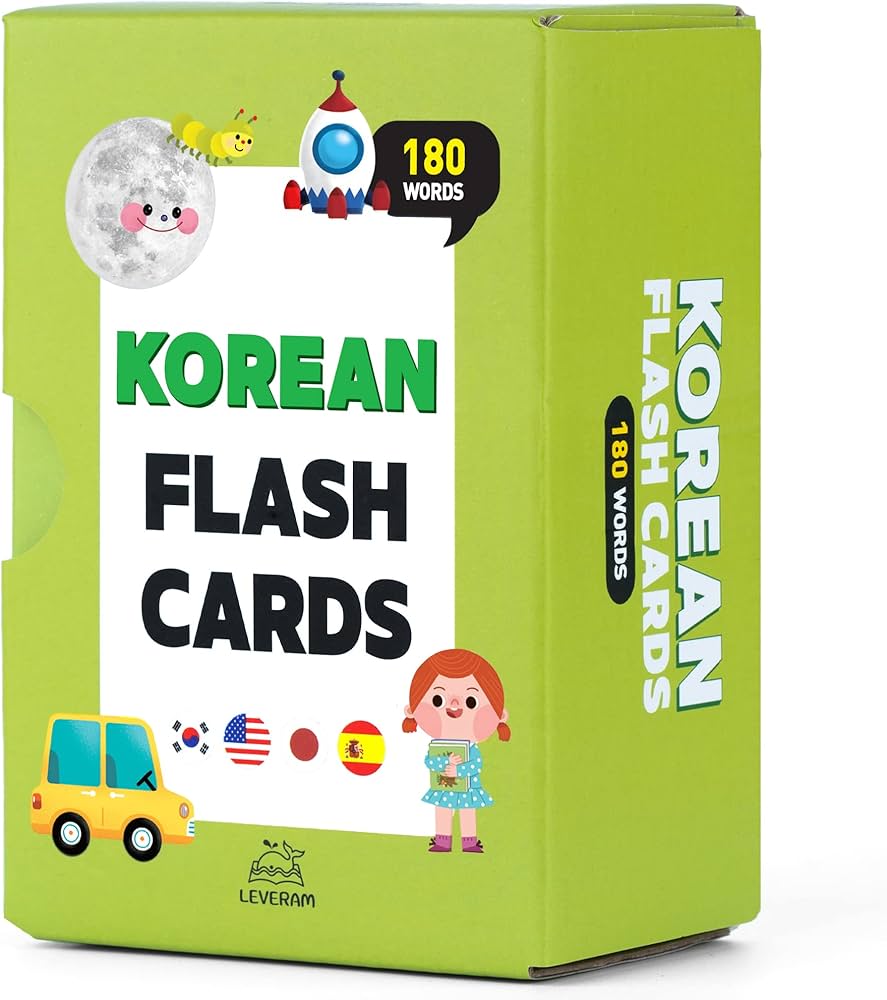 180
WORDS
KOREAN
FLASH
CARDS
LEVERAM
KOREAN
FLASH CARDS
180 WORDS